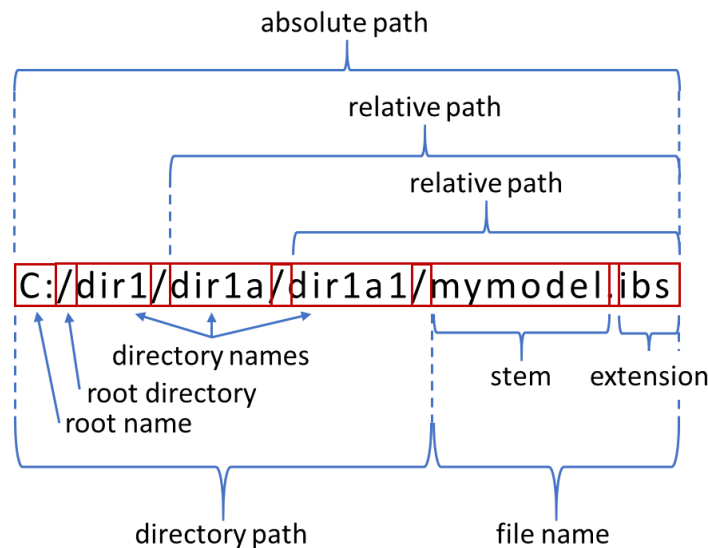 absolute path
relative path
relative path
C:/dir1/dir1a/dir1a1/mymodel.ibs
directory names
stem
extension
root directory
root name
directory path
file name